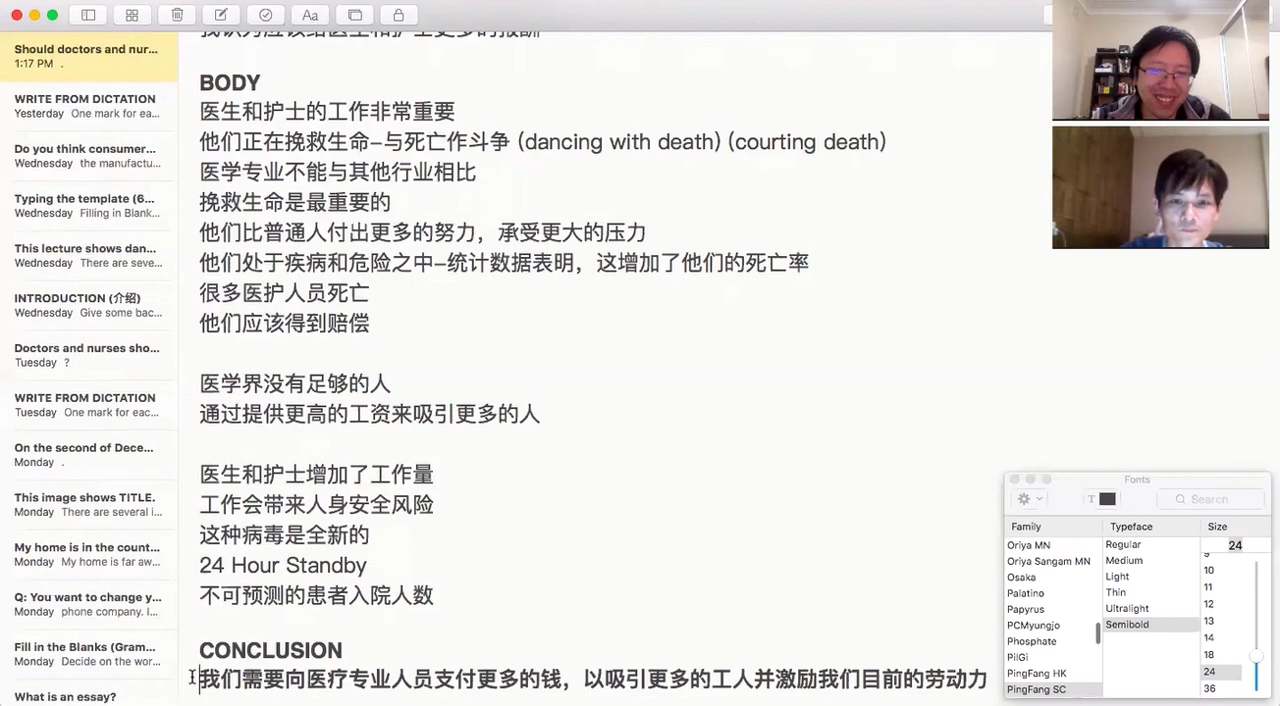 Should doctors and nur...
1:17 PM .
WRITE FROM DICTATION
Yesterday One mark for ea...
Do you think consumer...
Wednesday the manufactu...
Typing the template (6...
Wednesday Filling in Blank...
This lecture shows dan...
Wednesday There are seve...
INTRODUCTION (介绍)
Wednesday Give some bac...
Doctors and nurses sho...
Tuesday ?
WRITE FROM DICTATION
Tuesday One mark for eac...
On the second of Dece...
Monday .
This image shows TITLE.
Monday There are several i...
My home is in the count...
Monday My home is far aw...
Q: You want to change y...
Monday phone company. I...
Fill in the Blanks (Gram...
Monday Decide on the wor...
What is an essay?
我认为应该给医生和护士更多的报酬
BODY
医生和护士的工作非常重要
他们正在挽救生命-与死亡作斗争 (dancing with death) (courting death)
医学专业不能与其他行业相比
挽救生命是最重要的
他们比普通人付出更多的努力，承受更大的压力
他们处于疾病和危险之中-统计数据表明，这增加了他们的死亡率
很多医护人员死亡
他们应该得到赔偿
医学界没有足够的人
通过提供更高的工资来吸引更多的人
医生和护士增加了工作量
工作会带来人身安全风险
这种病毒是全新的
24 Hour Standby
不可预测的患者入院人数
CONCLUSION
我们需要向医疗专业人员支付更多的钱，以吸引更多的工人并激励我们目前的劳动力
Aa
Fonts
T
Search
Family Typeface Size
Oriya MN
Oriya Sangam MN
Osaka
Palatino
Papyrus
PCMyungjo
Phosphate
PilGi
PingFang HK
PingFang SC
Regular
Medium
Light
Thin
Ultralight
Semibold
24
9
10
11
12
13
14
18
24
36